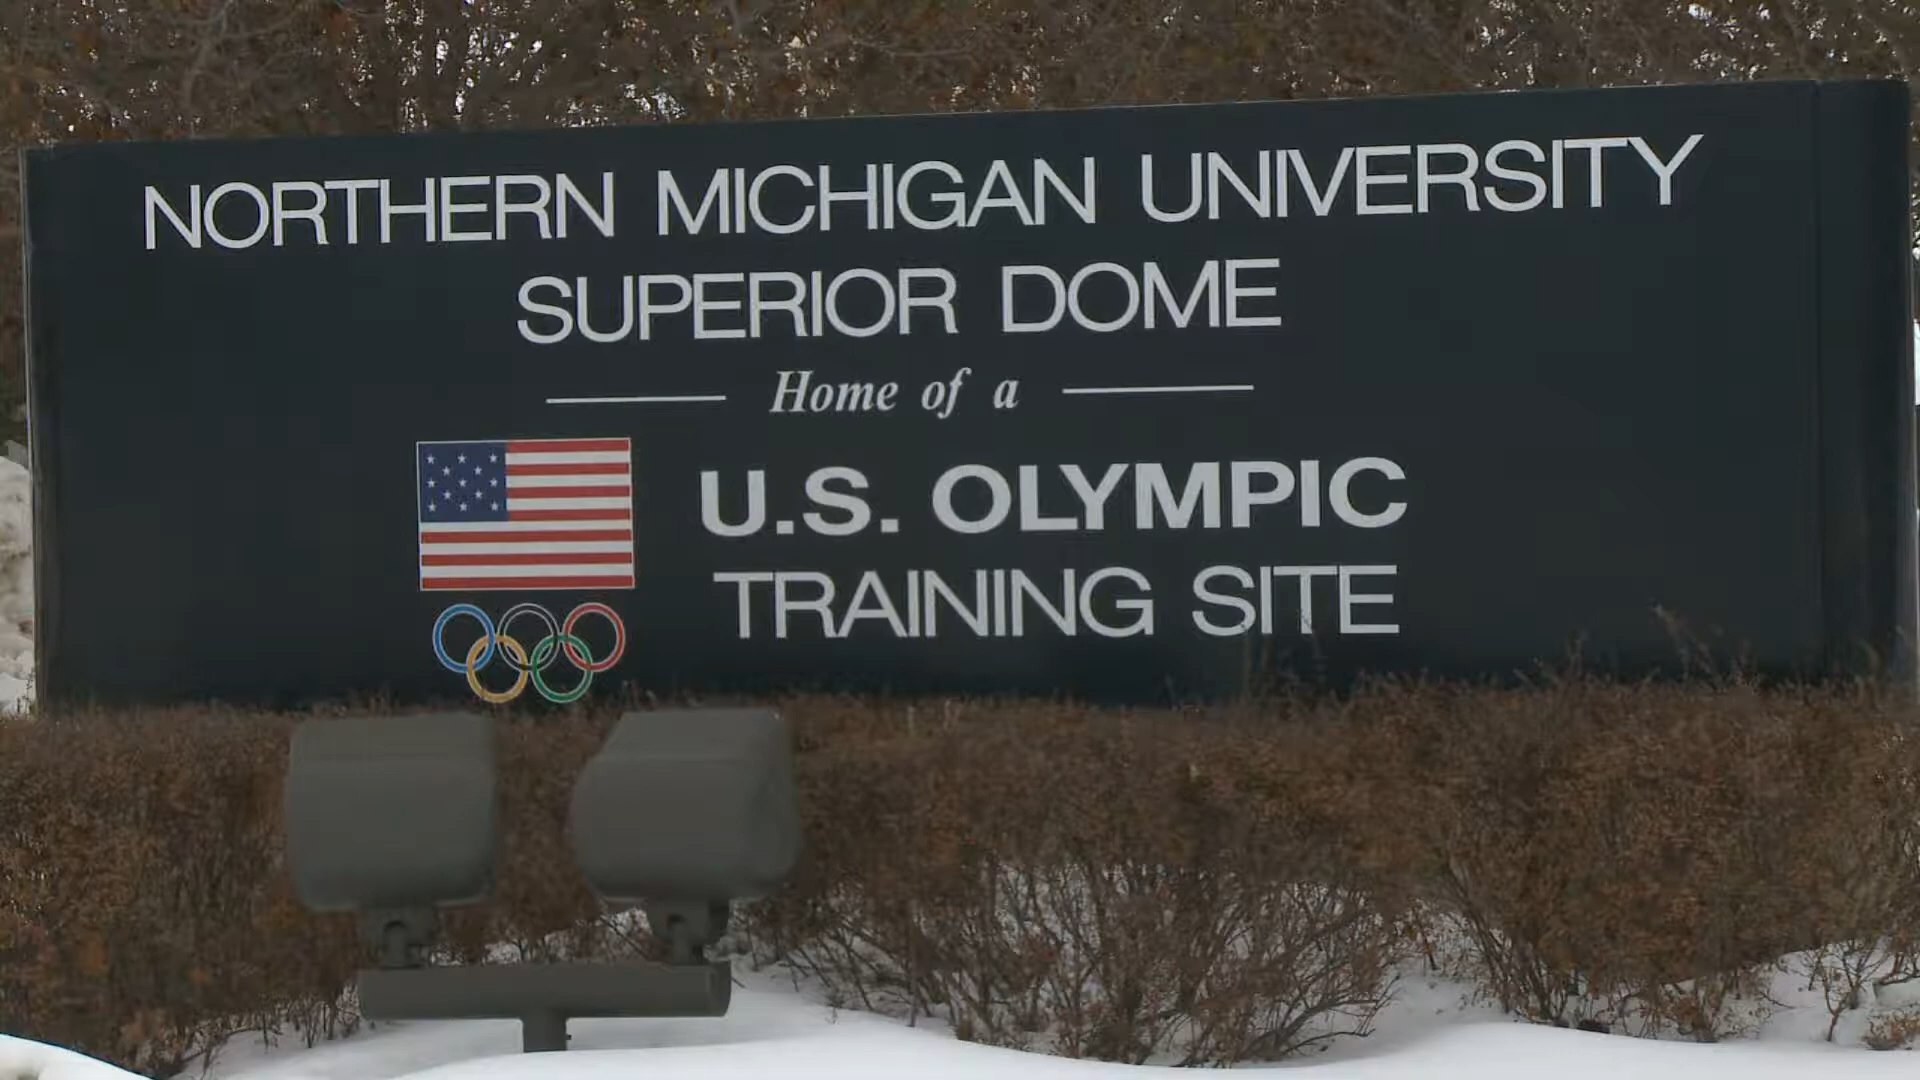 NORTHERN MICHIGAN UNIVERSITY
SUPERIOR DOME
Home of a
U.S. OLYMPIC
TRAINING SITE